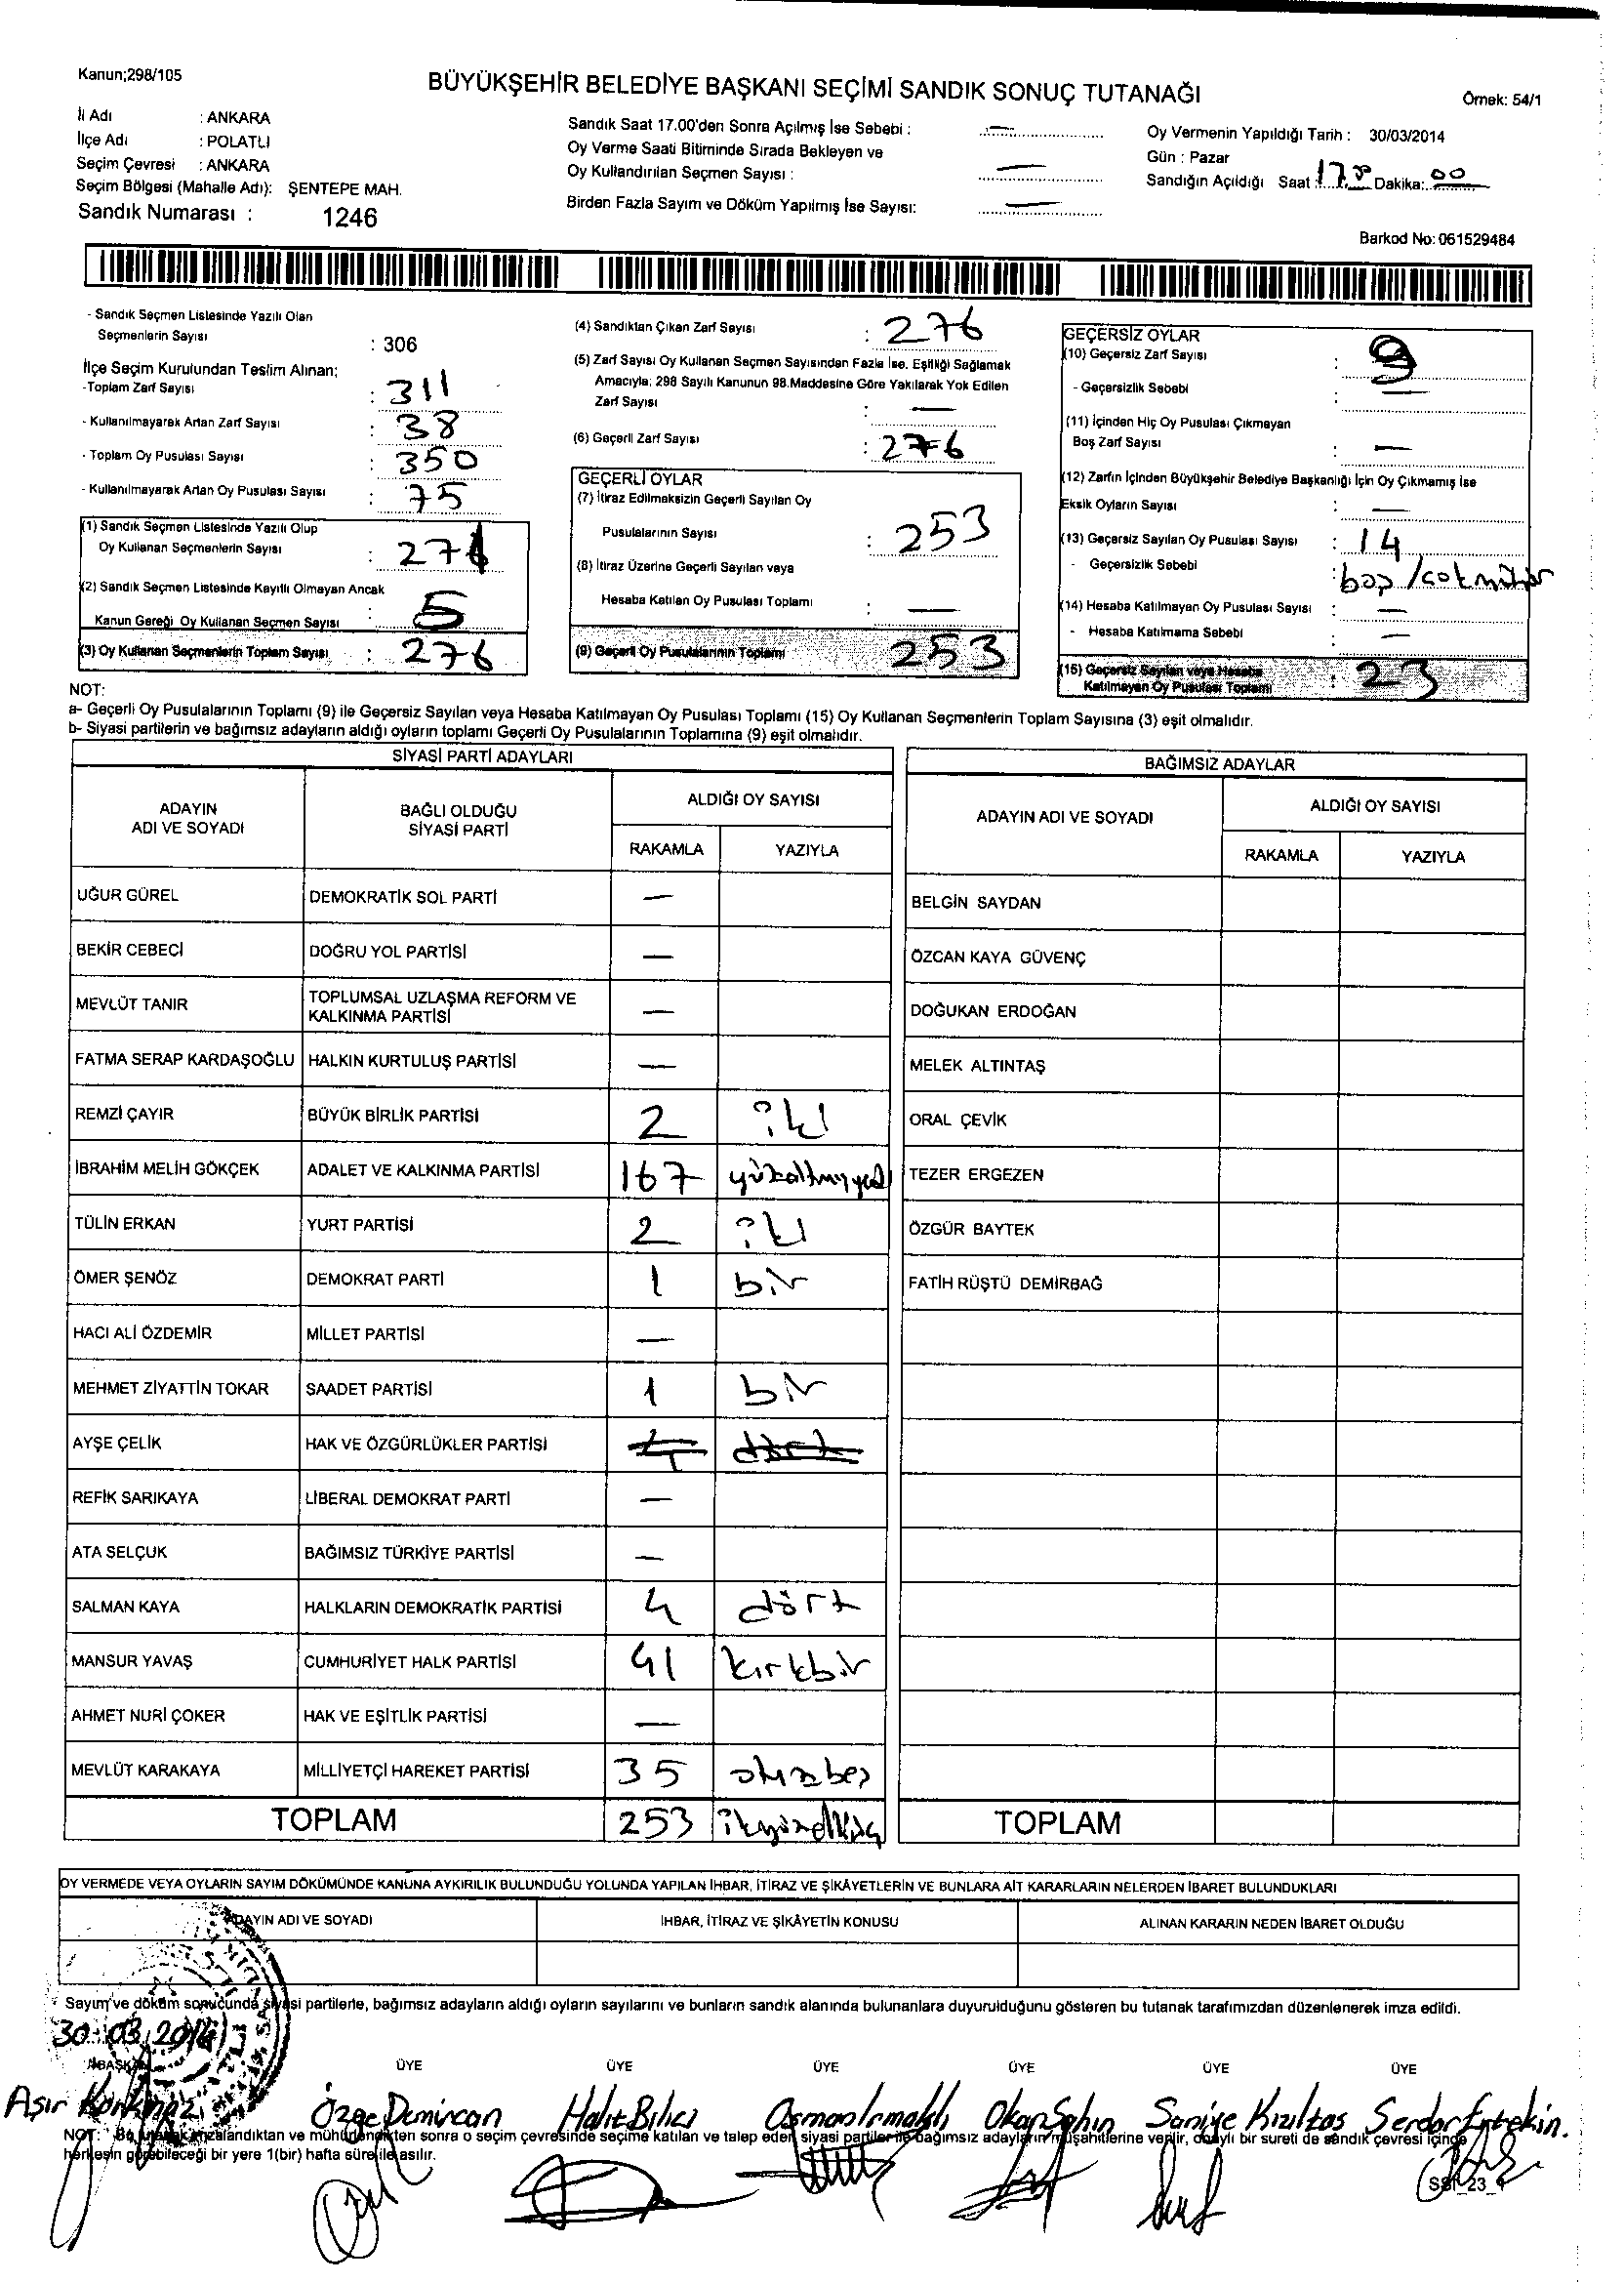 Kanun;298/105
BÜYÜKŞEHİR BELEDİYE BAŞKANI SEÇİMİ SANDIK SONUÇ TUTANAĞI
Örnek: 54/1
İl Adı : ANKARA
İlçe Adı : POLATLI
Seçim Çevresi : ANKARA
Seçim Bölgesi (Mahalle Adı): ŞENTEPE MAH.
Sandık Numarası : 1246
Sandık Saat 17.00'den Sonra Açılmış İse Sebebi : —
Oy Verme Saati Bitiminde Sırada Bekleyen ve
Oy Kullandırılan Seçmen Sayısı : —
Birden Fazla Sayım ve Döküm Yapılmış İse Sayısı: —
Oy Vermenin Yapıldığı Tarih : 30/03/2014
Gün : Pazar
Sandığın Açıldığı Saat : Dakika: 00
Barkod No: 061529484
- Sandık Seçmen Listesinde Yazılı Olan
Seçmenlerin Sayısı : 306
İlçe Seçim Kurulundan Teslim Alınan;
-Toplam Zarf Sayısı : 311
- Kullanılmayarak Artan Zarf Sayısı : 38
- Toplam Oy Pusulası Sayısı : 350
- Kullanılmayarak Artan Oy Pusulası Sayısı : 75
(1) Sandık Seçmen Listesinde Yazılı Olup
Oy Kullanan Seçmenlerin Sayısı : 271
(2) Sandık Seçmen Listesinde Kayıtlı Olmayan Ancak
Kanun Gereği Oy Kullanan Seçmen Sayısı : 5
(3) Oy Kullanan Seçmenlerin Toplam Sayısı : 276
(4) Sandıktan Çıkan Zarf Sayısı : 276
(5) Zarf Sayısı Oy Kullanan Seçmen Sayısından Fazla İse, Eşitliği Sağlamak
Amacıyla; 298 Sayılı Kanunun 98.Maddesine Göre Yakılarak Yok Edilen
Zarf Sayısı : —
(6) Geçerli Zarf Sayısı : 276
GEÇERLİ OYLAR
(7) İtiraz Edilmeksizin Geçerli Sayılan Oy
Pusulalarının Sayısı : 253
(8) İtiraz Üzerine Geçerli Sayılan veya
Hesaba Katılan Oy Pusulası Toplamı : —
(9) Geçerli Oy Pusulalarının Toplamı 253
GEÇERSİZ OYLAR
(10) Geçersiz Zarf Sayısı : 9
- Geçersizlik Sebebi : —
(11) İçinden Hiç Oy Pusulası Çıkmayan
Boş Zarf Sayısı : —
(12) Zarfın İçinden Büyükşehir Belediye Başkanlığı İçin Oy Çıkmamış İse
Eksik Oyların Sayısı : —
(13) Geçersiz Sayılan Oy Pusulası Sayısı : 14
- Geçersizlik Sebebi : boş / çok mühür
(14) Hesaba Katılmayan Oy Pusulası Sayısı : —
- Hesaba Katılmama Sebebi —
(15) Geçersiz Sayılan veya Hesaba
Katılmayan Oy Pusulası Toplamı : 23
NOT:
a- Geçerli Oy Pusulalarının Toplamı (9) ile Geçersiz Sayılan veya Hesaba Katılmayan Oy Pusulası Toplamı (15) Oy Kullanan Seçmenlerin Toplam Sayısına (3) eşit olmalıdır.
b- Siyasi partilerin ve bağımsız adayların aldığı oyların toplamı Geçerli Oy Pusulalarının Toplamına (9) eşit olmalıdır.
SİYASİ PARTİ ADAYLARI
ADAYIN
ADI VE SOYADI
BAĞLI OLDUĞU
SİYASİ PARTİ
ALDIĞI OY SAYISI
RAKAMLA YAZIYLA
UĞUR GÜREL DEMOKRATİK SOL PARTİ —
BEKİR CEBECİ DOĞRU YOL PARTİSİ —
MEVLÜT TANIR TOPLUMSAL UZLAŞMA REFORM VE
KALKINMA PARTİSİ —
FATMA SERAP KARDAŞOĞLU HALKIN KURTULUŞ PARTİSİ —
REMZİ ÇAYIR BÜYÜK BİRLİK PARTİSİ 2 iki
İBRAHİM MELİH GÖKÇEK ADALET VE KALKINMA PARTİSİ 167 yüzaltmışyedi
TÜLİN ERKAN YURT PARTİSİ 2 iki
ÖMER ŞENÖZ DEMOKRAT PARTİ 1 bir
HACI ALİ ÖZDEMİR MİLLET PARTİSİ —
MEHMET ZİYATTİN TOKAR SAADET PARTİSİ 1 bir
AYŞE ÇELİK HAK VE ÖZGÜRLÜKLER PARTİSİ 4 dört
REFİK SARIKAYA LİBERAL DEMOKRAT PARTİ —
ATA SELÇUK BAĞIMSIZ TÜRKİYE PARTİSİ —
SALMAN KAYA HALKLARIN DEMOKRATİK PARTİSİ 4 dört
MANSUR YAVAŞ CUMHURİYET HALK PARTİSİ 41 kırkbir
AHMET NURİ ÇOKER HAK VE EŞİTLİK PARTİSİ —
MEVLÜT KARAKAYA MİLLİYETÇİ HAREKET PARTİSİ 35 otuzbeş
TOPLAM 253 ikiyüzelliüç
BAĞIMSIZ ADAYLAR
ADAYIN ADI VE SOYADI
ALDIĞI OY SAYISI
RAKAMLA YAZIYLA
BELGİN SAYDAN
ÖZCAN KAYA GÜVENÇ
DOĞUKAN ERDOĞAN
MELEK ALTINTAŞ
ORAL ÇEVİK
TEZER ERGEZEN
ÖZGÜR BAYTEK
FATİH RÜŞTÜ DEMİRBAĞ
TOPLAM
OY VERMEDE VEYA OYLARIN SAYIM DÖKÜMÜNDE KANUNA AYKIRILIK BULUNDUĞU YOLUNDA YAPILAN İHBAR, İTİRAZ VE ŞİKÂYETLERİN VE BUNLARA AİT KARARLARIN NELERDEN İBARET BULUNDUKLARI
ADAYIN ADI VE SOYADI
İHBAR, İTİRAZ VE ŞİKÂYETİN KONUSU
ALINAN KARARIN NEDEN İBARET OLDUĞU
Sayım ve döküm sonucunda siyasi partilerle, bağımsız adayların aldığı oyların sayılarını ve bunların sandık alanında bulunanlara duyurulduğunu gösteren bu tutanak tarafımızdan düzenlenerek imza edildi.
30.03.2014
BAŞKAN ÜYE ÜYE ÜYE ÜYE ÜYE ÜYE
Aşır Korkmaz Özge Demircan Halit Bilici Osman Okan Şahin Saniye Kızıltaş Serdar Ertekin.
NOT: Bu tutanak imzalandıktan ve mühürlendikten sonra o seçim çevresinde seçime katılan ve talep eden siyasi partiler ile bağımsız adayların müşahitlerine verilir, onaylı bir sureti de sandık çevresi içinde
herkesin görebileceği bir yere 1(bir) hafta süre ile asılır.